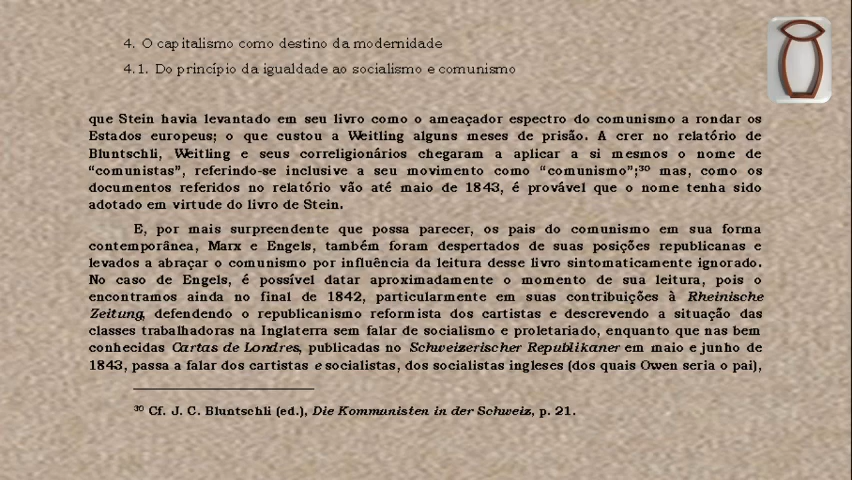 4. O capitalismo como destino da modernidade
4.1. Do princípio da igualdade ao socialismo e comunismo
que Stein havia levantado em seu livro como o ameaçador espectro do comunismo a rondar os
Estados europeus; o que custou a Weitling alguns meses de prisão. A crer no relatório de
Bluntschli, Weitling e seus correligionários chegaram a aplicar a si mesmos o nome de
“comunistas”, referindo-se inclusive a seu movimento como “comunismo”;³⁰ mas, como os
documentos referidos no relatório vão até maio de 1843, é provável que o nome tenha sido
adotado em virtude do livro de Stein.
E, por mais surpreendente que possa parecer, os pais do comunismo em sua forma
contemporânea, Marx e Engels, também foram despertados de suas posições republicanas e
levados a abraçar o comunismo por influência da leitura desse livro sintomaticamente ignorado.
No caso de Engels, é possível datar aproximadamente o momento de sua leitura, pois o
encontramos ainda no final de 1842, particularmente em suas contribuições à Rheinische
Zeitung, defendendo o republicanismo reformista dos cartistas e descrevendo a situação das
classes trabalhadoras na Inglaterra sem falar de socialismo e proletariado, enquanto que nas bem
conhecidas Cartas de Londres, publicadas no Schweizerischer Republikaner em maio e junho de
1843, passa a falar dos cartistas e socialistas, dos socialistas ingleses (dos quais Owen seria o pai),
³⁰ Cf. J. C. Bluntschli (ed.), Die Kommunisten in der Schweiz, p. 21.